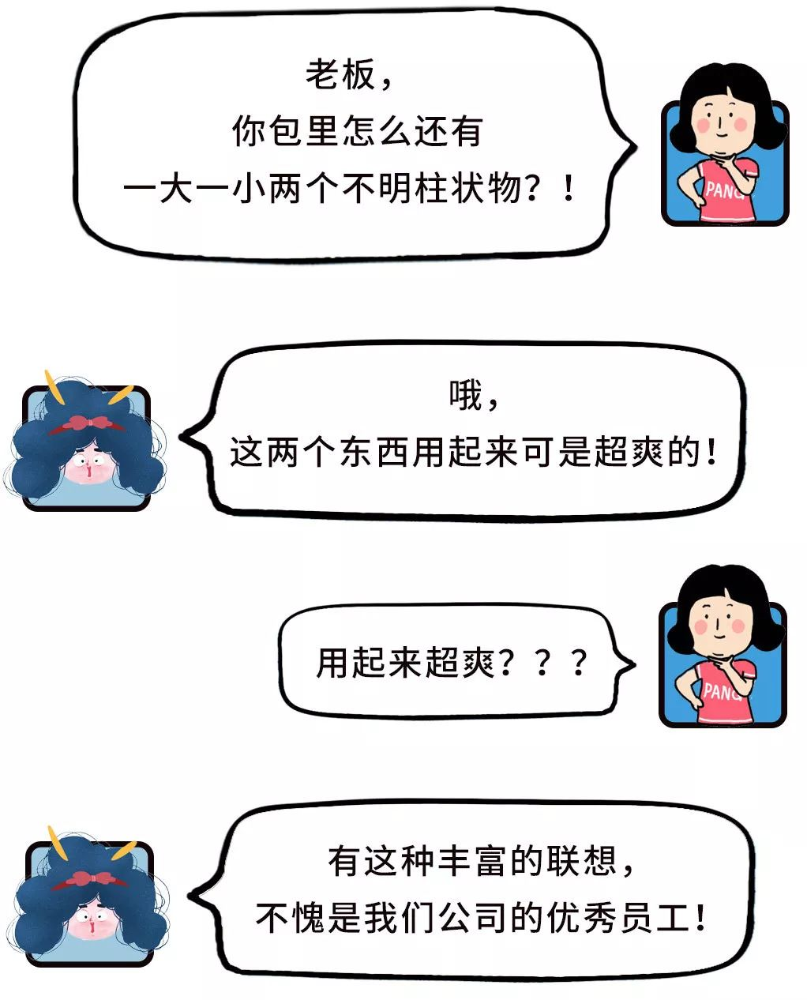 老板，
你包里怎么还有
一大一小两个不明柱状物？！
PANG
哦，
这两个东西用起来可是超爽的！
用起来超爽？？？
PANG
有这种丰富的联想，
不愧是我们公司的优秀员工！